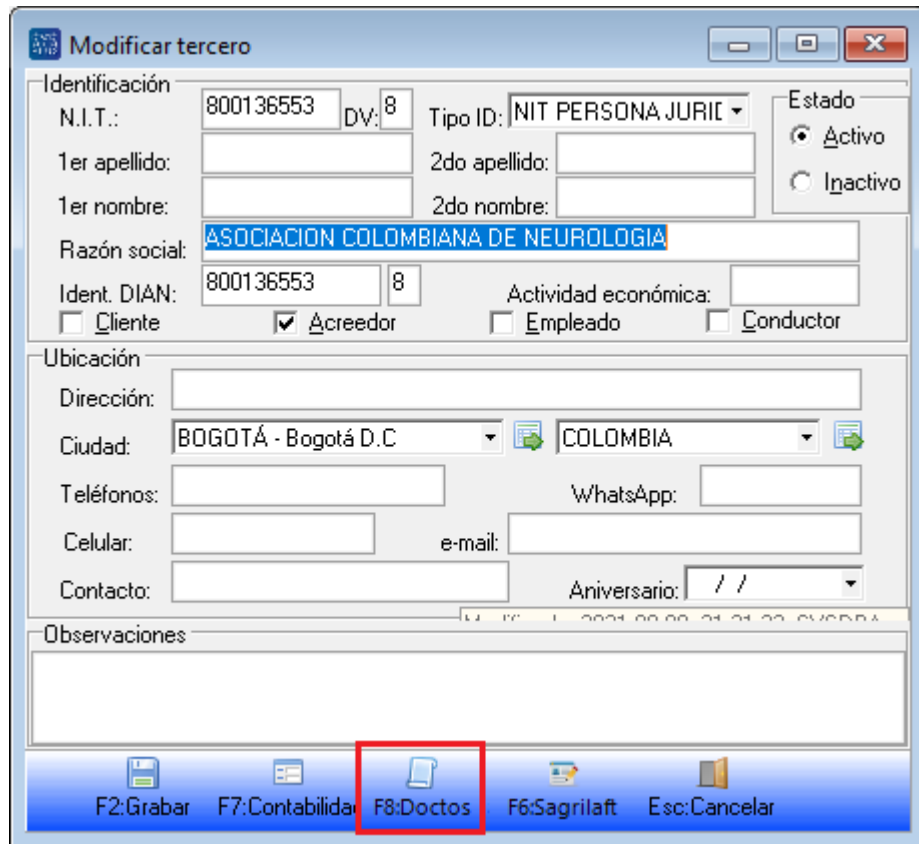 Modificar tercero
Identificación
N.I.T.: 800136553 DV: 8 Tipo ID: NIT PERSONA JURIE
Estado
Activo
Inactivo
1er apellido: 2do apellido:
1er nombre: 2do nombre:
Razón social: ASOCIACION COLOMBIANA DE NEUROLOGIA
Ident. DIAN: 800136553 8 Actividad económica:
Cliente Acreedor Empleado Conductor
Ubicación
Dirección:
Ciudad: BOGOTÁ - Bogotá D.C COLOMBIA
Teléfonos: WhatsApp:
Celular: e-mail:
Contacto: Aniversario: / /
Observaciones
F2:Grabar F7:Contabilidad F8:Doctos F6:Sagrilaft Esc:Cancelar